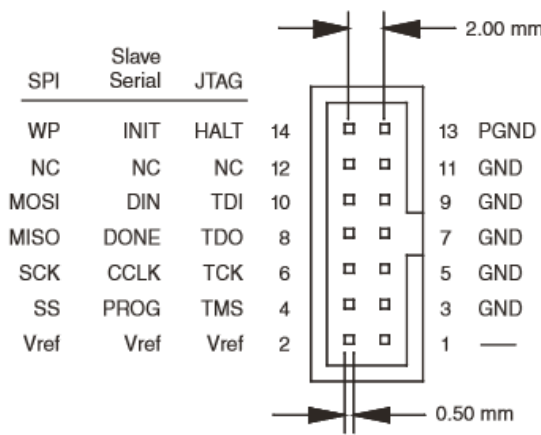 2.00 mm
Slave
SPI Serial JTAG
WP INIT HALT 14 13 PGND
NC NC NC 12 11 GND
MOSI DIN TDI 10 9 GND
MISO DONE TDO 8 7 GND
SCK CCLK TCK 6 5 GND
SS PROG TMS 4 3 GND
Vref Vref Vref 2 1 —
0.50 mm